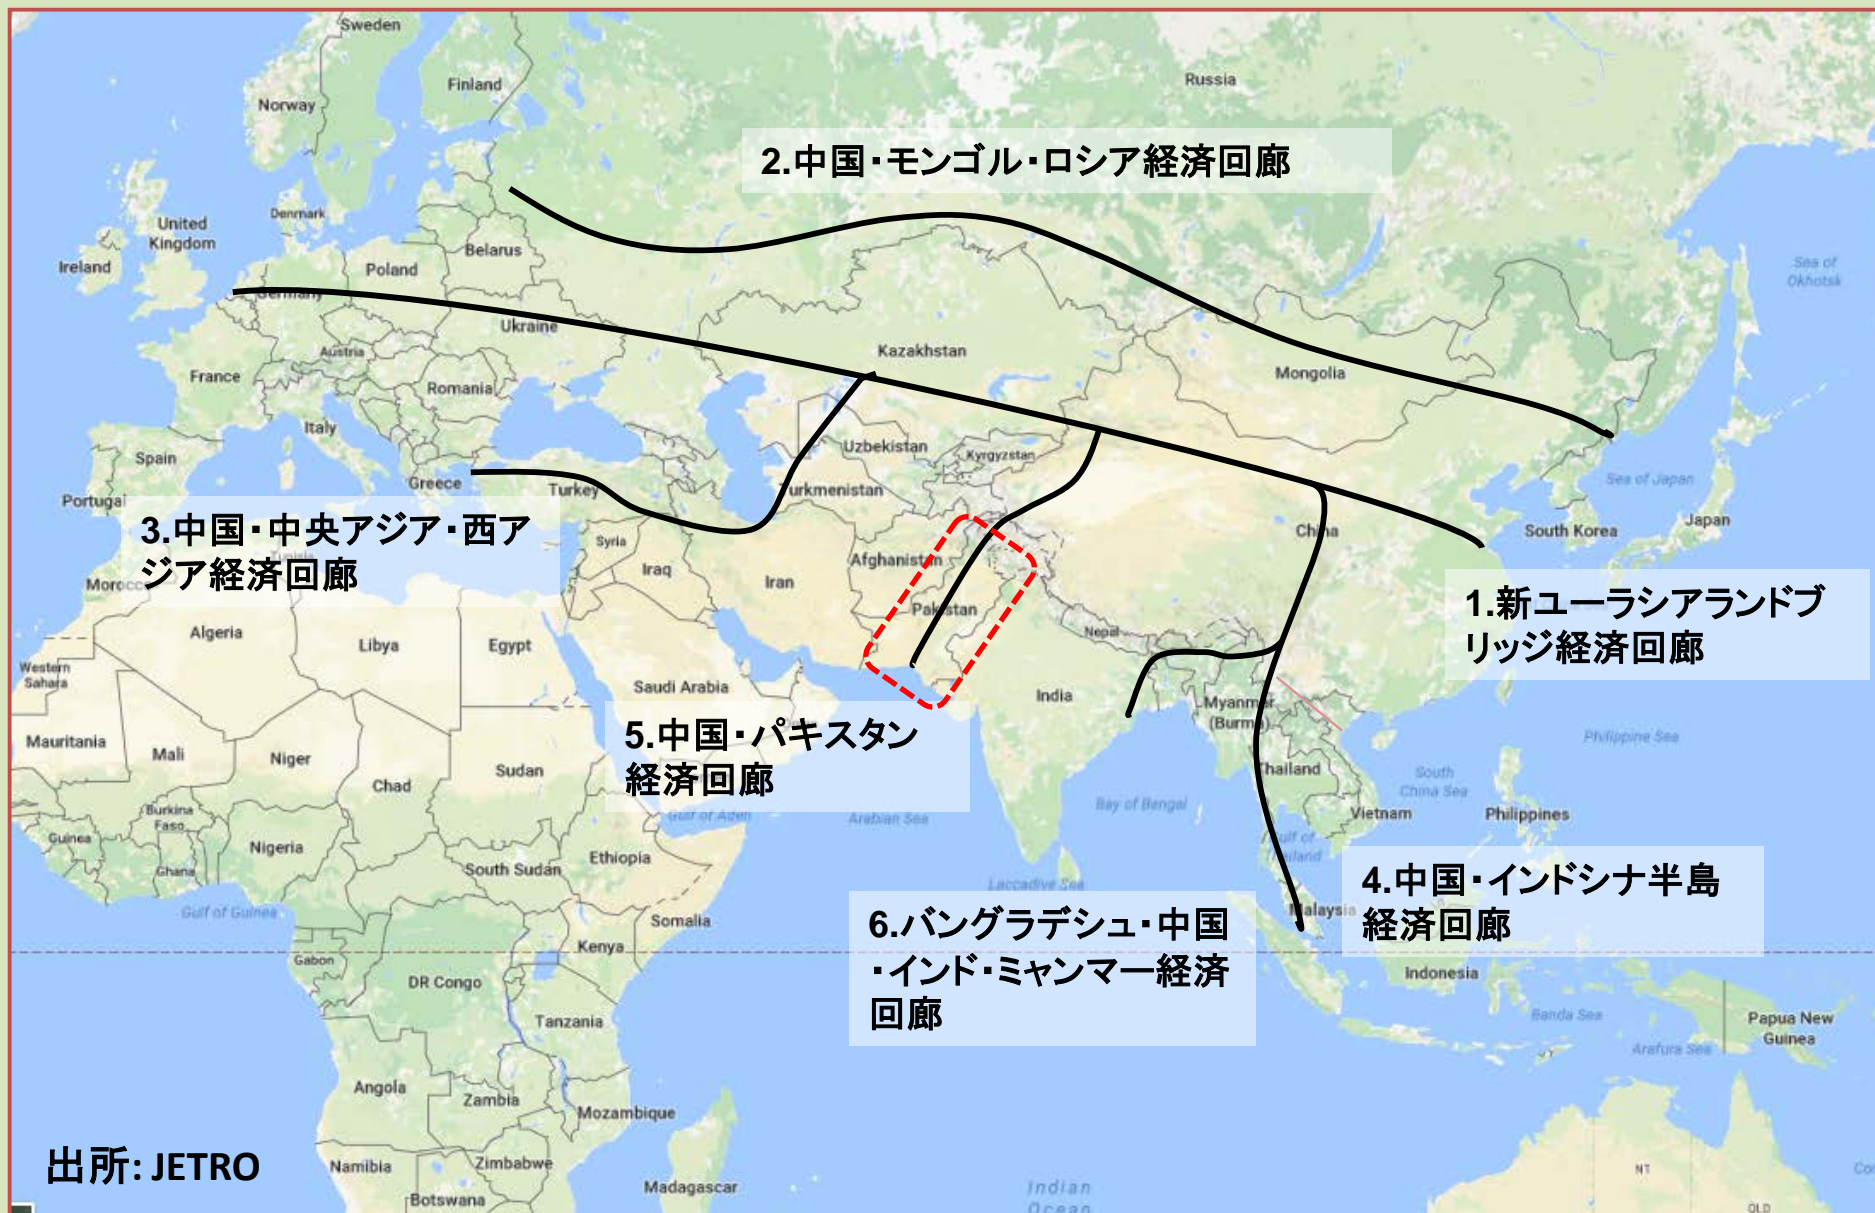 Sweden
Finland
Norway
Russia
2.中国・モンゴル・ロシア経済回廊
Denmark
United
Kingdom
Ireland
Belarus
Poland
Germany
Sea of
Okhotsk
Ukraine
Austria
France
Romania
Kazakhstan
Mongolia
Italy
Spain
Portugal
Greece
Turkey
Uzbekistan
Kyrgyzstan
Turkmenistan
Sea of Japan
Japan
South Korea
China
3.中国・中央アジア・西ア
ジア経済回廊
Tunisia
Morocco
Syria
Iraq
Iran
Afghanistan
Pakistan
Nepal
1.新ユーラシアランドブ
リッジ経済回廊
Algeria
Libya
Egypt
Western
Sahara
Saudi Arabia
India
Myanmar
(Burma)
5.中国・パキスタン
経済回廊
Mauritania
Mali
Niger
Chad
Sudan
Thailand
Philippine Sea
South
China Sea
Vietnam
Philippines
Burkina
Faso
Guinea
Ghana
Nigeria
South Sudan
Ethiopia
Gulf of Aden
Arabian Sea
Bay of Bengal
Gulf of
Thailand
Laccadive Sea
Gulf of Guinea
Somalia
Kenya
Gabon
DR Congo
Tanzania
6.バングラデシュ・中国
・インド・ミャンマー経済
回廊
4.中国・インドシナ半島
経済回廊
Malaysia
Indonesia
Banda Sea
Arafura Sea
Papua New
Guinea
Angola
Zambia
Mozambique
Namibia
Zimbabwe
Botswana
Madagascar
Indian
Ocean
NT
QLD
出所: JETRO